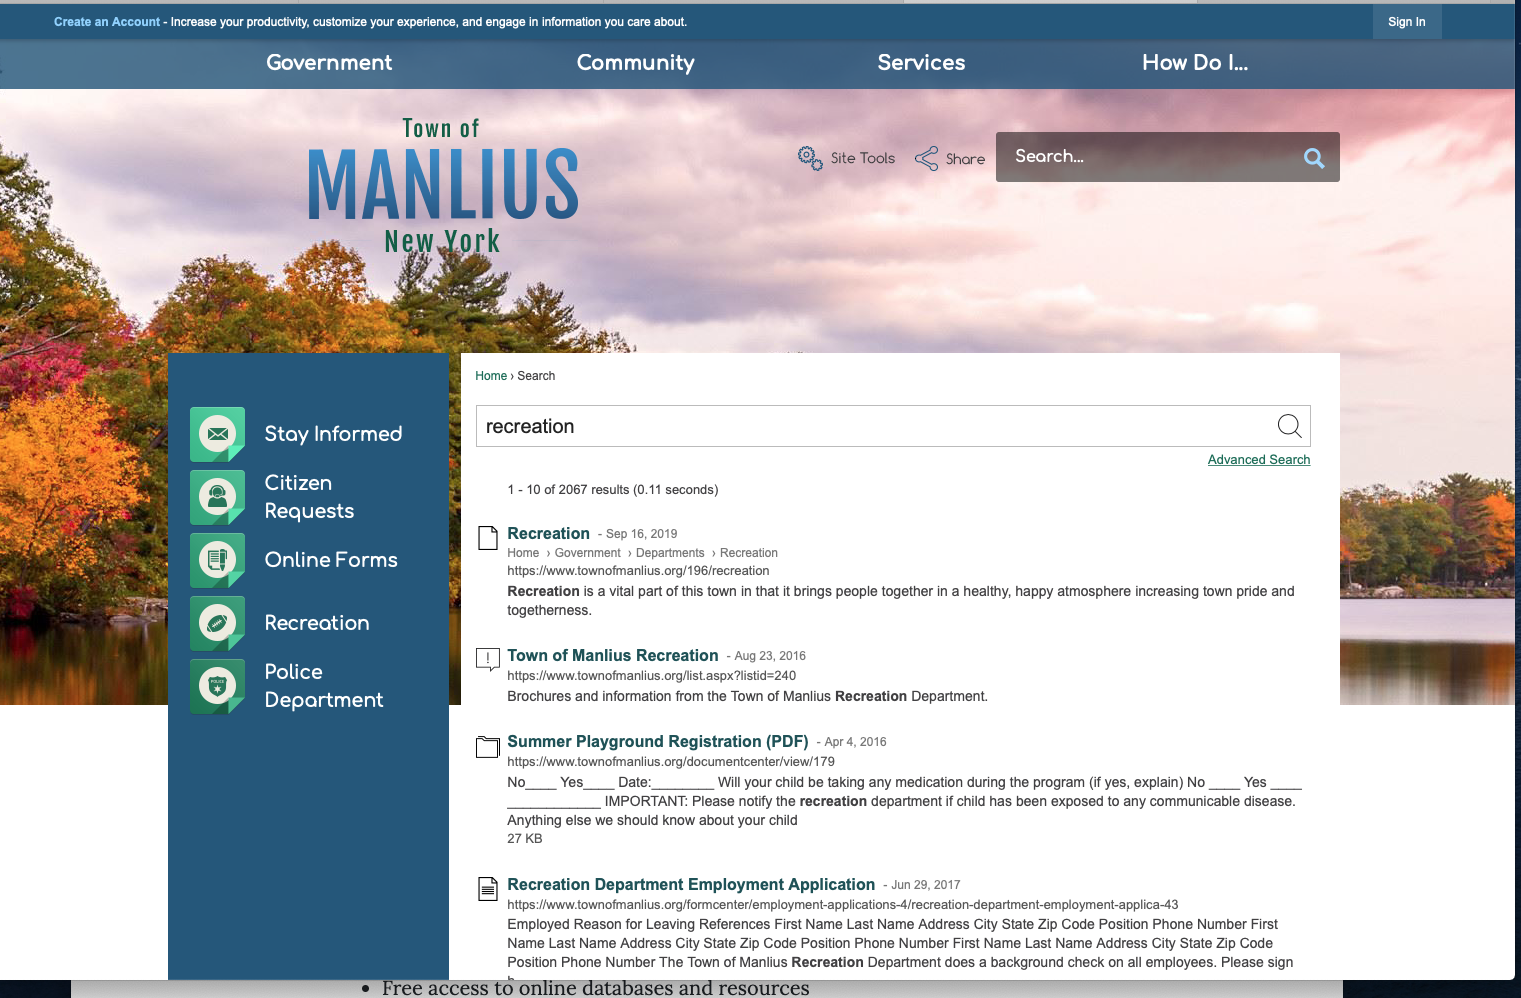 Create an Account - Increase your productivity, customize your experience, and engage in information you care about.
Sign In
Government
Community
Services
How Do I...
Town of
MANLIUS
New York
Site Tools
Share
Search...
Stay Informed
Citizen
Requests
Online Forms
Recreation
POLICE
Police
Department
Home › Search
recreation
Advanced Search
1 - 10 of 2067 results (0.11 seconds)
Recreation - Sep 16, 2019
Home › Government › Departments › Recreation
https://www.townofmanlius.org/196/recreation
Recreation is a vital part of this town in that it brings people together in a healthy, happy atmosphere increasing town pride and
togetherness.
Town of Manlius Recreation - Aug 23, 2016
https://www.townofmanlius.org/list.aspx?listid=240
Brochures and information from the Town of Manlius Recreation Department.
Summer Playground Registration (PDF) - Apr 4, 2016
https://www.townofmanlius.org/documentcenter/view/179
No____ Yes____ Date:________ Will your child be taking any medication during the program (if yes, explain) No ____ Yes ____
____________ IMPORTANT: Please notify the recreation department if child has been exposed to any communicable disease.
Anything else we should know about your child
27 KB
Recreation Department Employment Application - Jun 29, 2017
https://www.townofmanlius.org/formcenter/employment-applications-4/recreation-department-employment-applica-43
Employed Reason for Leaving References First Name Last Name Address City State Zip Code Position Phone Number First
Name Last Name Address City State Zip Code Position Phone Number First Name Last Name Address City State Zip Code
Position Phone Number The Town of Manlius Recreation Department does a background check on all employees. Please sign
• Free access to online databases and resources